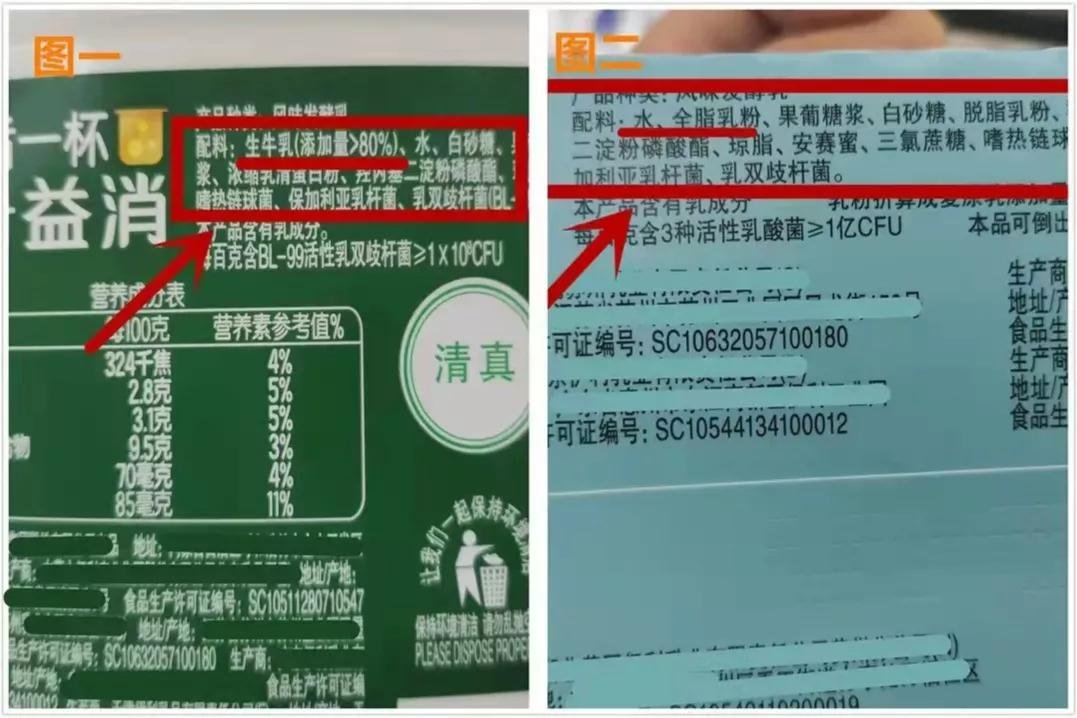 图一
一杯
益消
产品种类：风味发酵乳
配料：生牛乳(添加量≥80%)、水、白砂糖、
浆、浓缩乳清蛋白粉、羟丙基二淀粉磷酸酯、
嗜热链球菌、保加利亚乳杆菌、乳双歧杆菌(BL-
本产品含有乳成分。
每百克含BL-99活性乳双歧杆菌≥1×10⁸CFU
营养成分表
每100克 营养素参考值%
324千焦 4%
2.8克 5%
3.1克 5%
物 9.5克 3%
70毫克 4%
85毫克 11%
清真
让我们一起保持环境
保持环境清洁 请勿乱抛
PLEASE DISPOSE PROPE
地址:
产商: 地址/产地:
食品生产许可证编号: SC10511280710547
地址/产地:
品生产许可证编号: SC10632057100180 生产商:
地址/产地: 食品生产许可证编
图二
产品种类: 风味发酵乳
配料: 水、全脂乳粉、果葡糖浆、白砂糖、脱脂乳粉、
二淀粉磷酸酯、琼脂、安赛蜜、三氯蔗糖、嗜热链球
加利亚乳杆菌、乳双歧杆菌。
本产品含有乳成分 乳粉折算成复原乳添加量
每 克含3种活性乳酸菌≥1亿CFU 本品可倒出
生产商
地址/产
许可证编号: SC10632057100180 食品生
生产商
地址/产
许可证编号: SC10544134100012 食品生